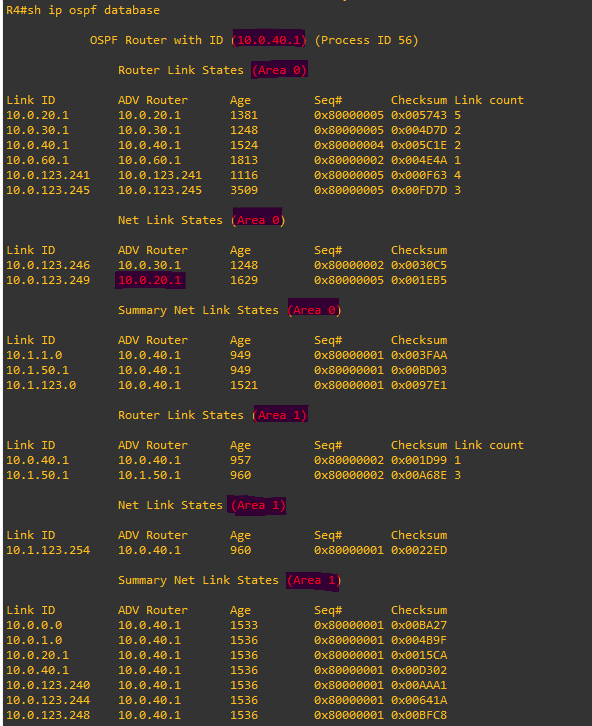 R4#sh ip ospf database
OSPF Router with ID (10.0.40.1) (Process ID 56)
Router Link States (Area 0)
Link ID ADV Router Age Seq# Checksum Link count
10.0.20.1 10.0.20.1 1381 0x80000005 0x005743 5
10.0.30.1 10.0.30.1 1248 0x80000005 0x004D7D 2
10.0.40.1 10.0.40.1 1524 0x80000004 0x005C1E 2
10.0.60.1 10.0.60.1 1813 0x80000002 0x004E4A 1
10.0.123.241 10.0.123.241 1116 0x80000005 0x000F63 4
10.0.123.245 10.0.123.245 3509 0x80000005 0x00FD7D 3
Net Link States (Area 0)
Link ID ADV Router Age Seq# Checksum
10.0.123.246 10.0.30.1 1248 0x80000002 0x0030C5
10.0.123.249 10.0.20.1 1629 0x80000005 0x001EB5
Summary Net Link States (Area 0)
Link ID ADV Router Age Seq# Checksum
10.1.1.0 10.0.40.1 949 0x80000001 0x003FAA
10.1.50.1 10.0.40.1 949 0x80000001 0x00BD03
10.1.123.0 10.0.40.1 1521 0x80000001 0x0097E1
Router Link States (Area 1)
Link ID ADV Router Age Seq# Checksum Link count
10.0.40.1 10.0.40.1 957 0x80000002 0x001D99 1
10.1.50.1 10.1.50.1 960 0x80000002 0x00A68E 3
Net Link States (Area 1)
Link ID ADV Router Age Seq# Checksum
10.1.123.254 10.0.40.1 960 0x80000001 0x0022ED
Summary Net Link States (Area 1)
Link ID ADV Router Age Seq# Checksum
10.0.0.0 10.0.40.1 1533 0x80000001 0x00BA27
10.0.1.0 10.0.40.1 1536 0x80000001 0x004B9F
10.0.20.1 10.0.40.1 1536 0x80000001 0x0015CA
10.0.40.1 10.0.40.1 1536 0x80000001 0x00D302
10.0.123.240 10.0.40.1 1536 0x80000001 0x00AAA1
10.0.123.244 10.0.40.1 1536 0x80000001 0x00641A
10.0.123.248 10.0.40.1 1536 0x80000001 0x00BFC8